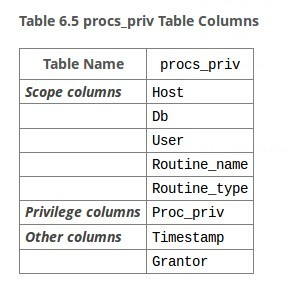 Table 6.5 procs_priv Table Columns
Table Name procs_priv
Scope columns Host
Db
User
Routine_name
Routine_type
Privilege columns Proc_priv
Other columns Timestamp
Grantor